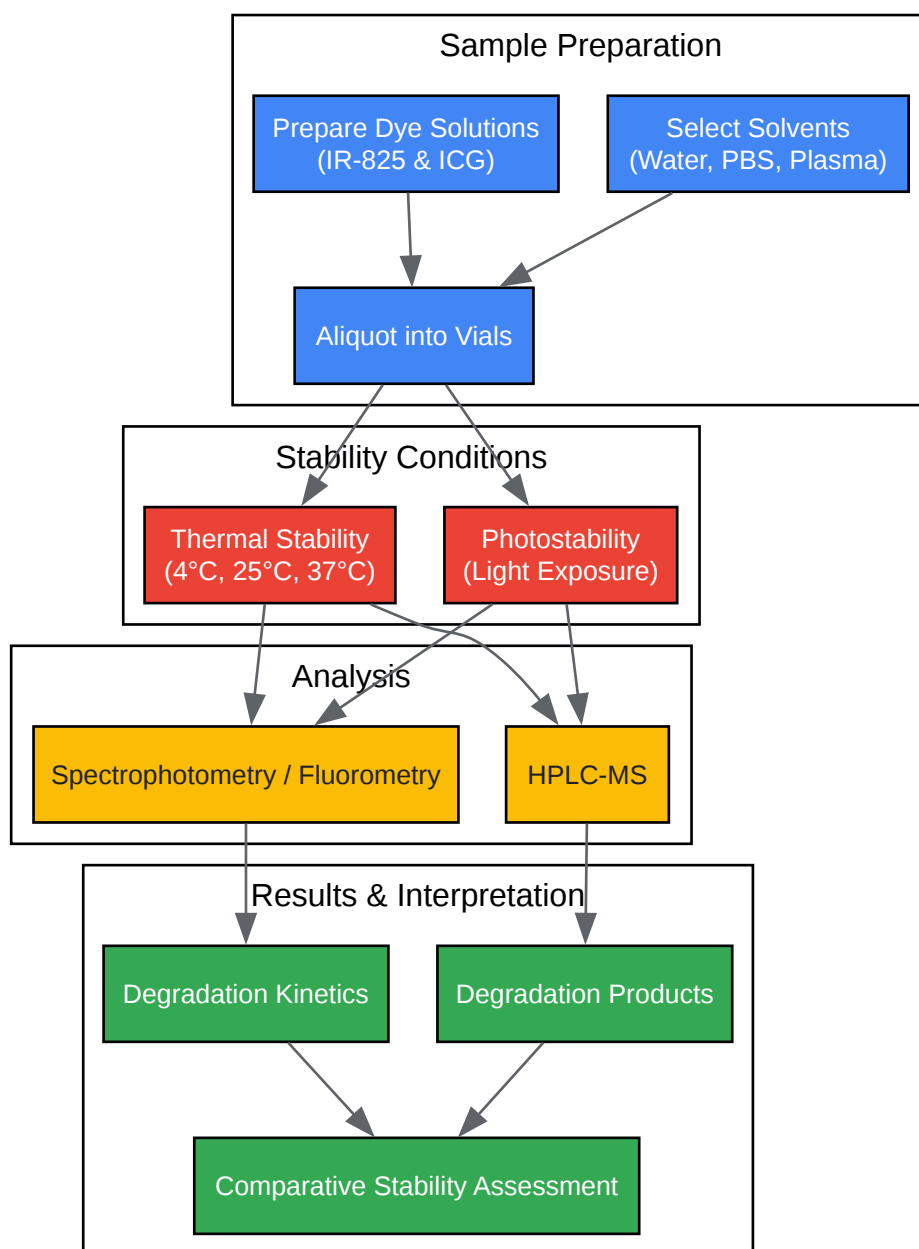 Sample Preparation
Prepare Dye Solutions
(IR-825 & ICG)
Select Solvents
(Water, PBS, Plasma)
Aliquot into Vials
Stability Conditions
Thermal Stability
(4°C, 25°C, 37°C)
Photostability
(Light Exposure)
Analysis
Spectrophotometry / Fluorometry
HPLC-MS
Results & Interpretation
Degradation Kinetics
Degradation Products
Comparative Stability Assessment